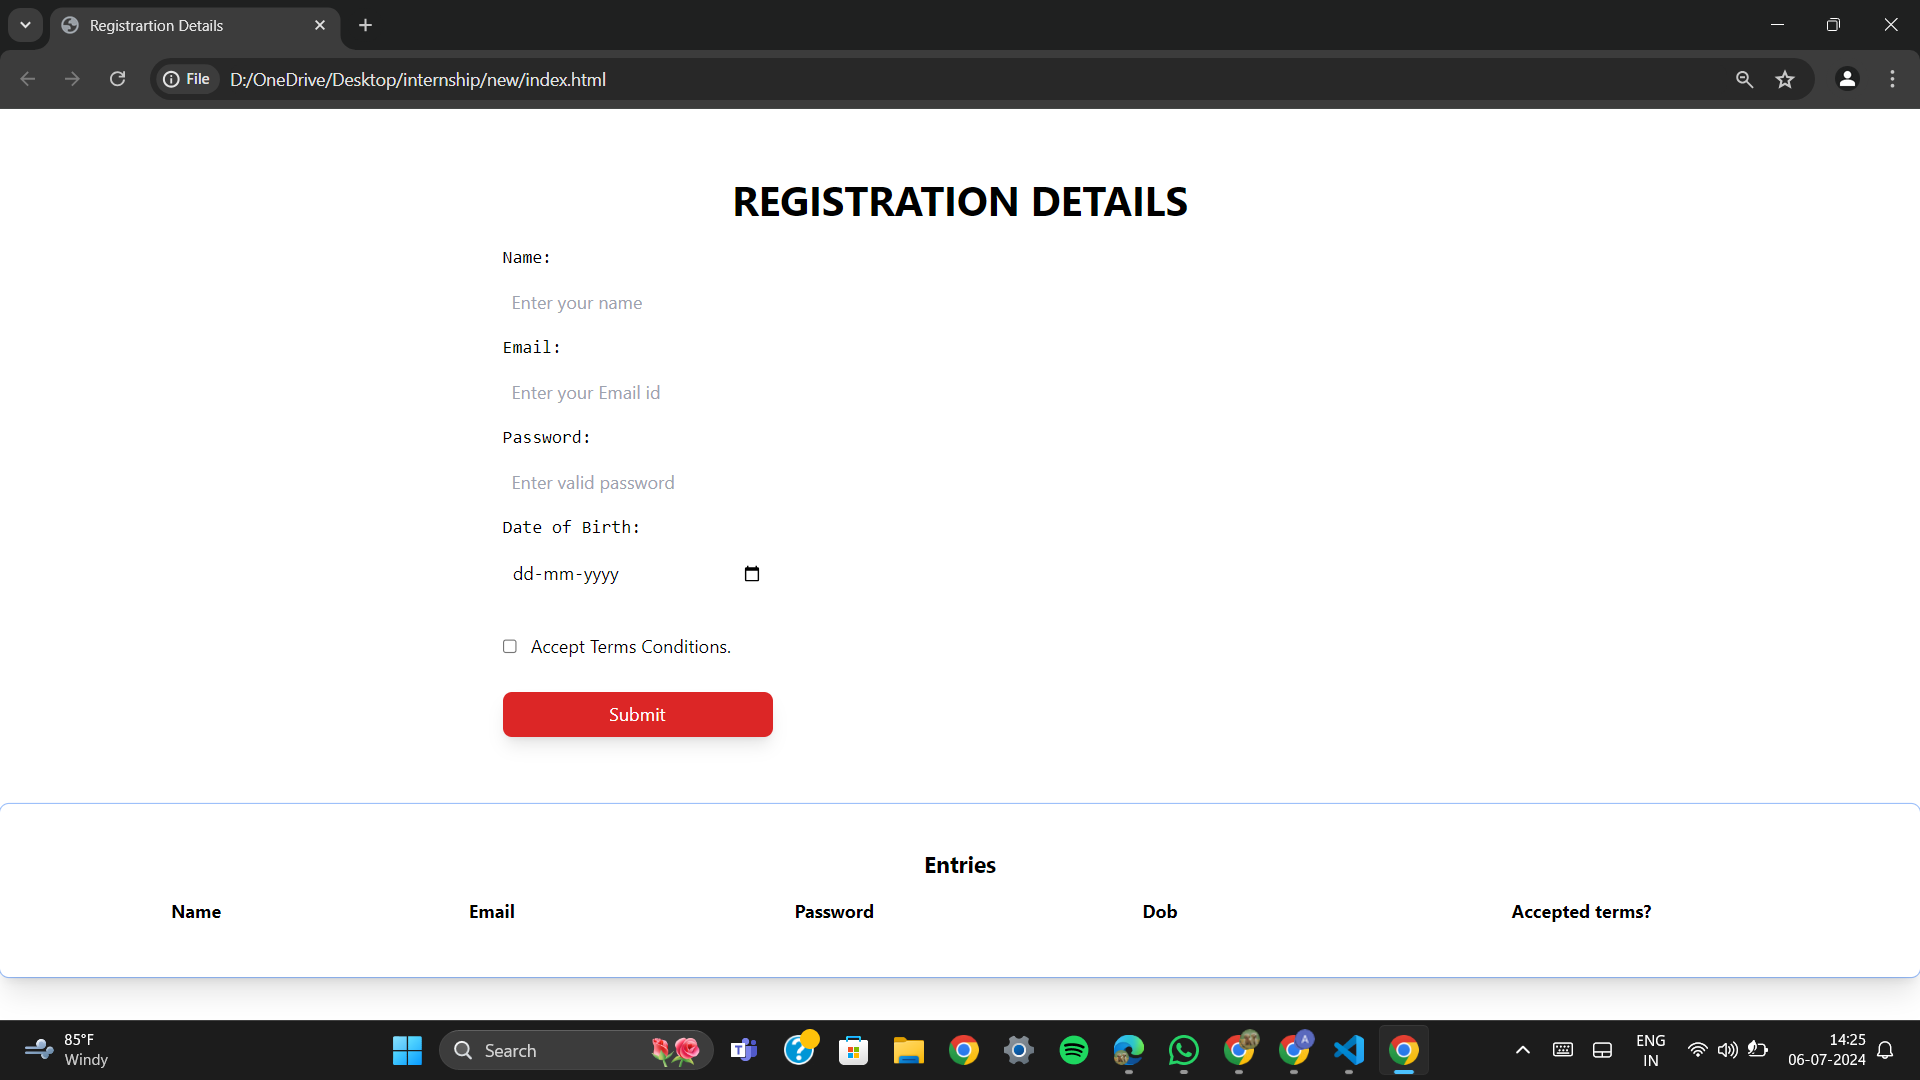 Registrartion Details
File D:/OneDrive/Desktop/internship/new/index.html
REGISTRATION DETAILS
Name:
Enter your name
Email:
Enter your Email id
Password:
Enter valid password
Date of Birth:
dd-mm-yyyy
Accept Terms Conditions.
Submit
Entries
Name Email Password Dob Accepted terms?
85°F
Windy
Search
T
?
A
ENG
IN
14:25
06-07-2024